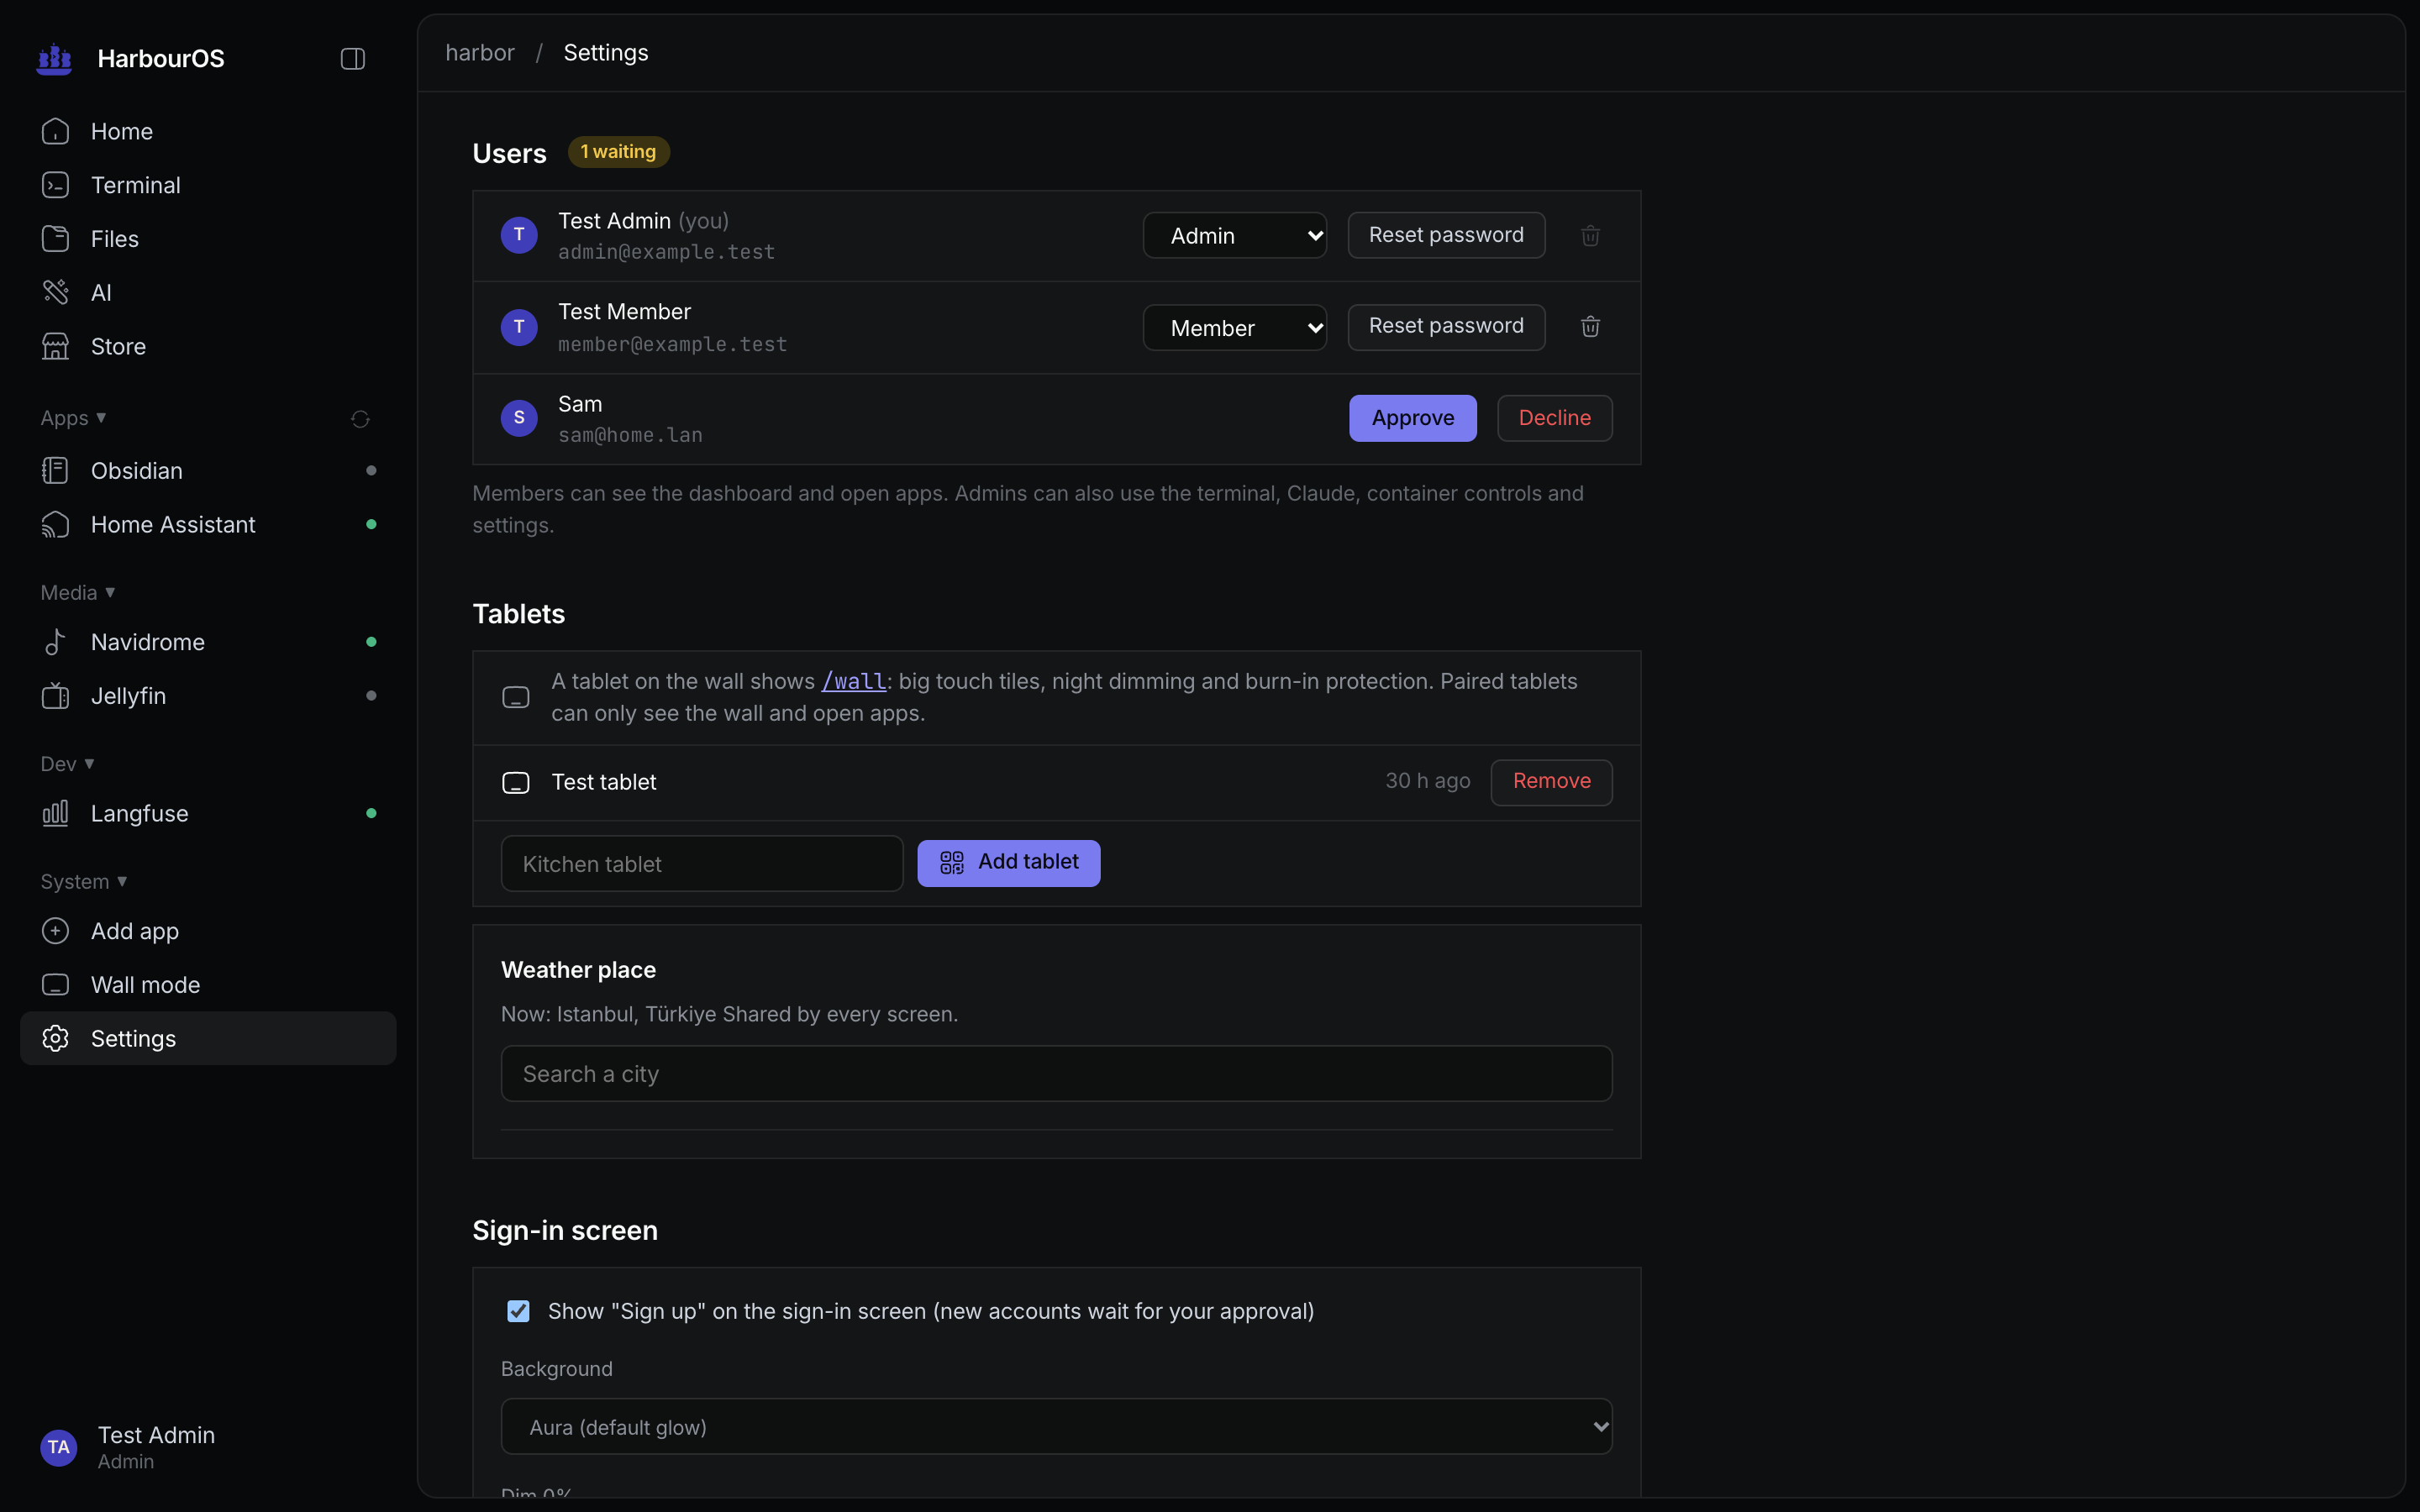 HarbourOS
Home
Terminal
Files
AI
Store
Apps ▾
Obsidian
Home Assistant
Media ▾
Navidrome
Jellyfin
Dev ▾
Langfuse
System ▾
Add app
Wall mode
Settings
TA
Test Admin
Admin
harbor / Settings
Users 1 waiting
T
Test Admin (you)
admin@example.test
Admin
Reset password
T
Test Member
member@example.test
Member
Reset password
S
Sam
sam@home.lan
Approve
Decline
Members can see the dashboard and open apps. Admins can also use the terminal, Claude, container controls and
settings.
Tablets
A tablet on the wall shows /wall: big touch tiles, night dimming and burn-in protection. Paired tablets
can only see the wall and open apps.
Test tablet
30 h ago
Remove
Kitchen tablet
Add tablet
Weather place
Now: Istanbul, Türkiye Shared by every screen.
Search a city
Sign-in screen
Show "Sign up" on the sign-in screen (new accounts wait for your approval)
Background
Aura (default glow)
Dim 0%